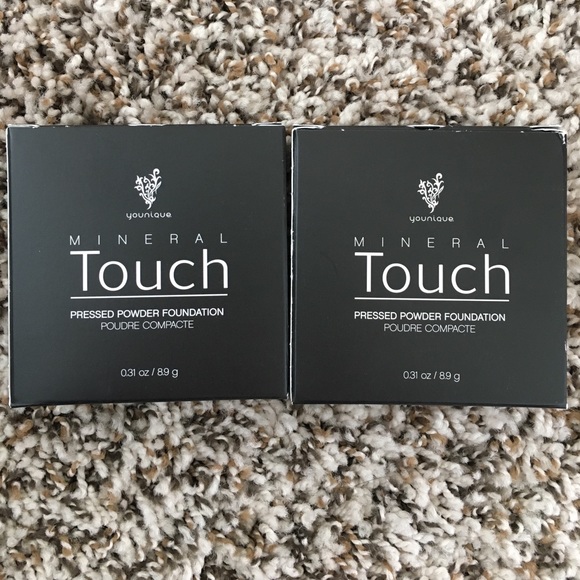 younique
MINERAL
Touch
PRESSED POWDER FOUNDATION
POUDRE COMPACTE
0.31 oz / 8.9 g
younique
MINERAL
Touch
PRESSED POWDER FOUNDATION
POUDRE COMPACTE
0.31 oz / 8.9 g